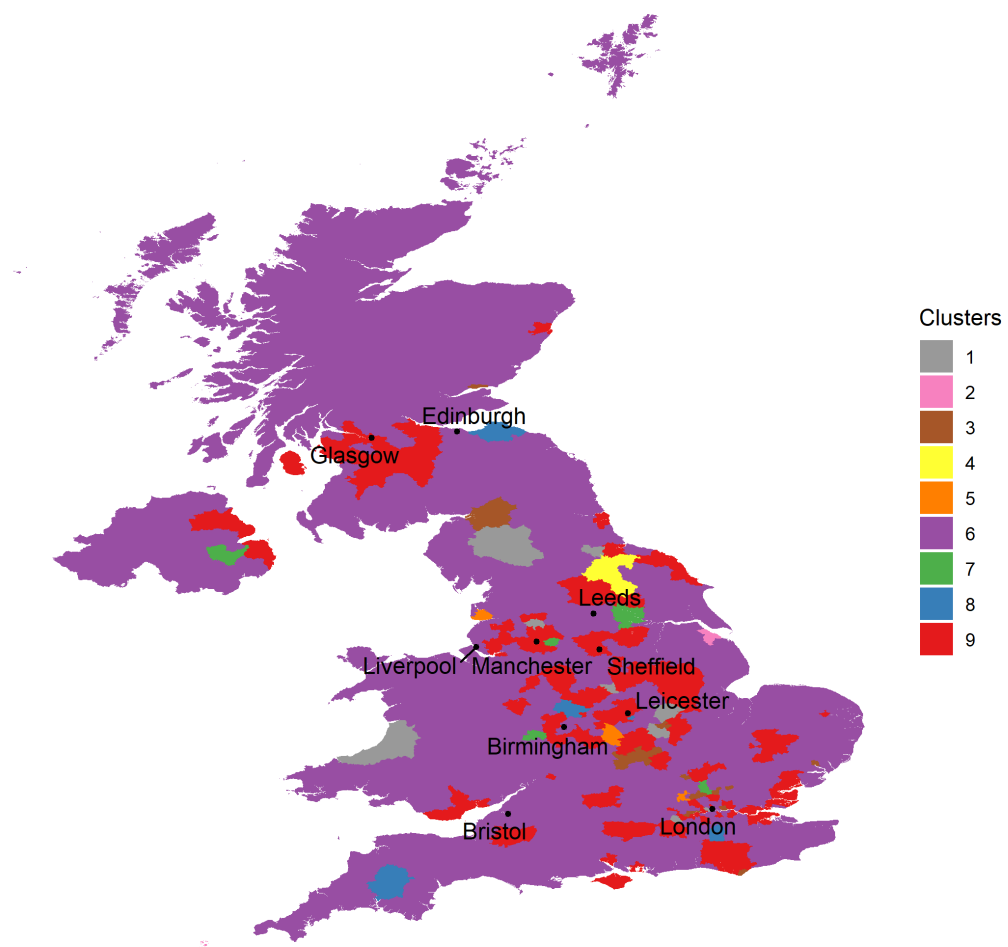 Clusters
1
2
3
4
5
6
7
8
9
Edinburgh
Glasgow
Leeds
Liverpool
Manchester
Sheffield
Leicester
Birmingham
Bristol
London